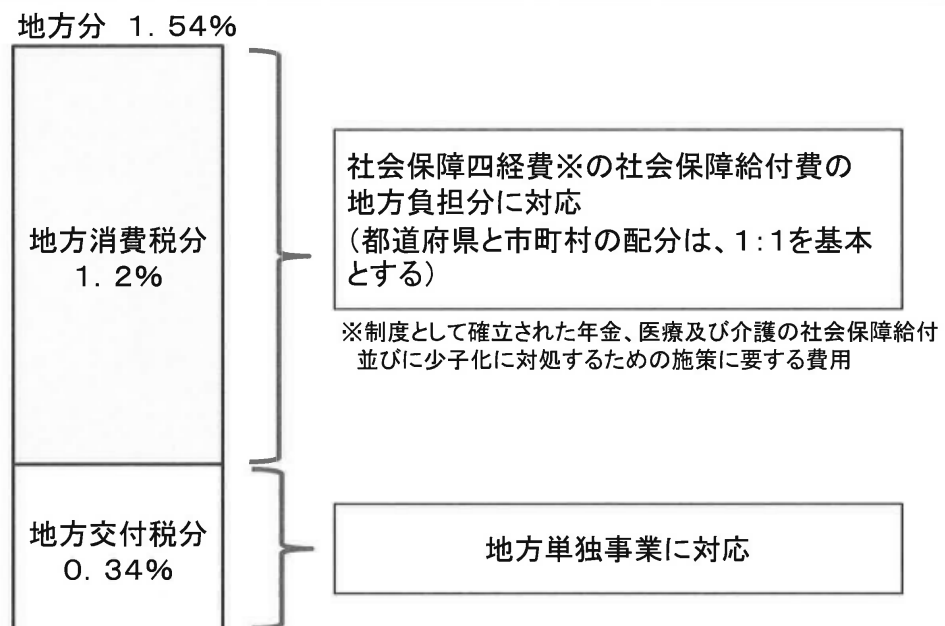 地方分 1.54%
地方消費税分
1.2%
社会保障四経費※の社会保障給付費の
地方負担分に対応
(都道府県と市町村の配分は、1:1を基本
とする)
※制度として確立された年金、医療及び介護の社会保障給付
並びに少子化に対処するための施策に要する費用
地方交付税分
0.34%
地方単独事業に対応